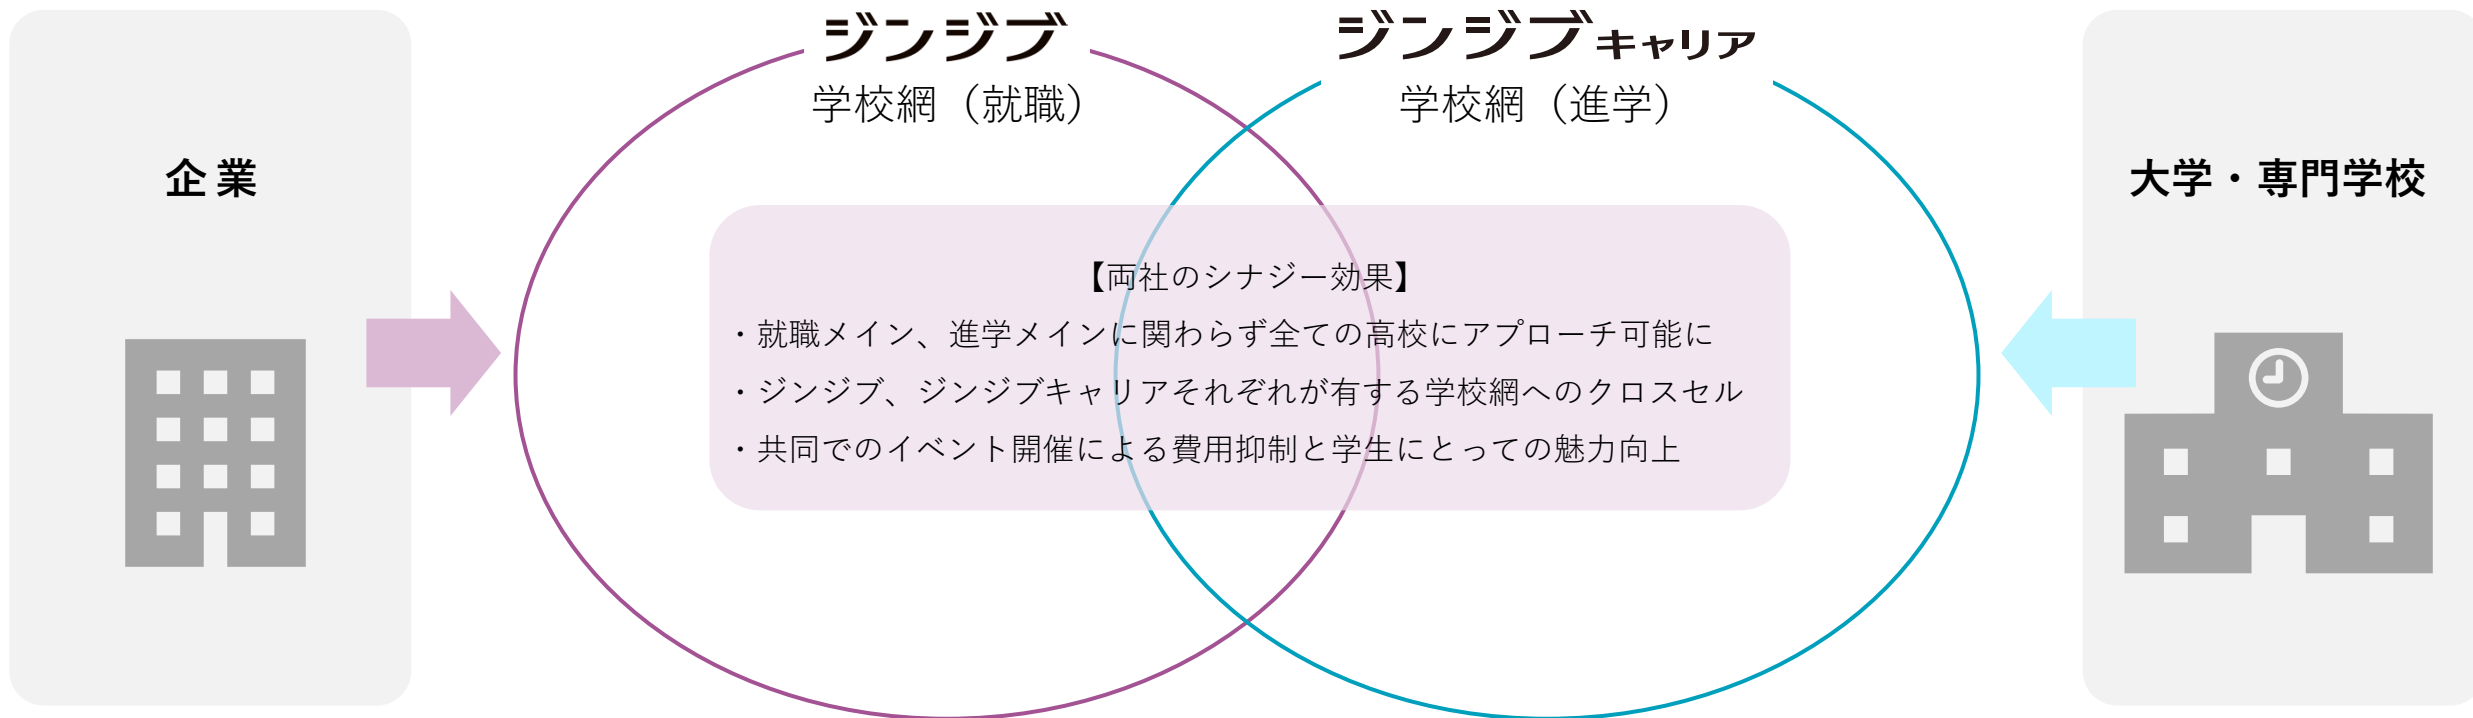 企業
ジンジブ
学校網（就職）
ジンジブキャリア
学校網（進学）
大学・専門学校
【両社のシナジー効果】
・就職メイン、進学メインに関わらず全ての高校にアプローチ可能に
・ジンジブ、ジンジブキャリアそれぞれが有する学校網へのクロスセル
・共同でのイベント開催による費用抑制と学生にとっての魅力向上